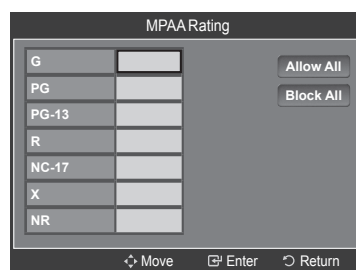 MPAA Rating
G
Allow All
PG
Block All
PG-13
R
NC-17
X
NR
Move Enter Return